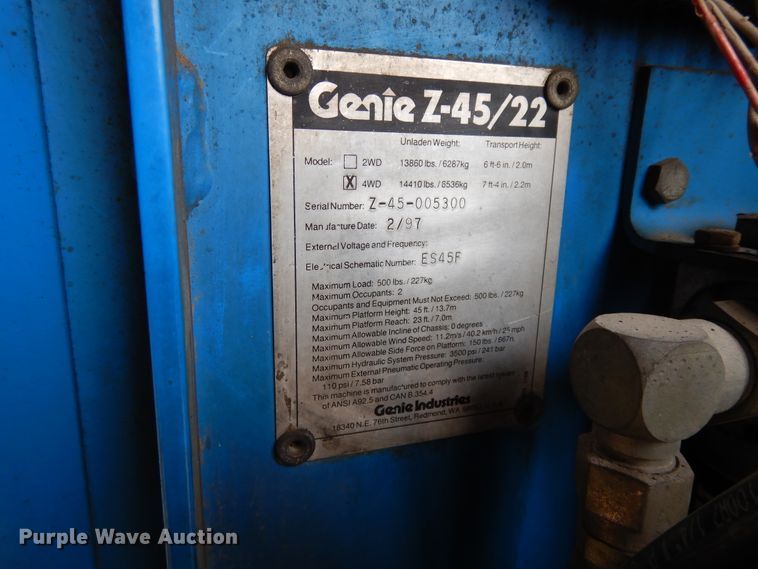 Genie Z-45/22
Unladen Weight: Transport Height:
Model: 2WD 13860 lbs. / 6287kg 6 ft-6 in. / 2.0m
X 4WD 14410 lbs. / 6536kg 7 ft-4 in. / 2.2m
Serial Number: Z-45-005300
Manufacture Date: 2/97
External Voltage and Frequency:
Electrical Schematic Number: ES45F
Maximum Load: 500 lbs. / 227kg
Maximum Occupants: 2
Occupants and Equipment Must Not Exceed: 500 lbs. / 227kg
Maximum Platform Height: 45 ft / 13.7m
Maximum Platform Reach: 23 ft / 7.0m
Maximum Allowable Incline of Chassis: 0 degrees
Maximum Allowable Wind Speed: 11.2m/s / 40.2 km/h / 25 mph
Maximum Allowable Side Force on Platform: 150 lbs. / 667n.
Maximum Hydraulic System Pressure: 3500 psi / 241 bar
Maximum External Pneumatic Operating Pressure:
110 psi / 7.58 bar
This machine is manufactured to comply with the latest issues
of ANSI A92.5 and CAN B.354.4
Genie Industries
18340 N.E. 76th Street, Redmond, WA
Purple Wave Auction